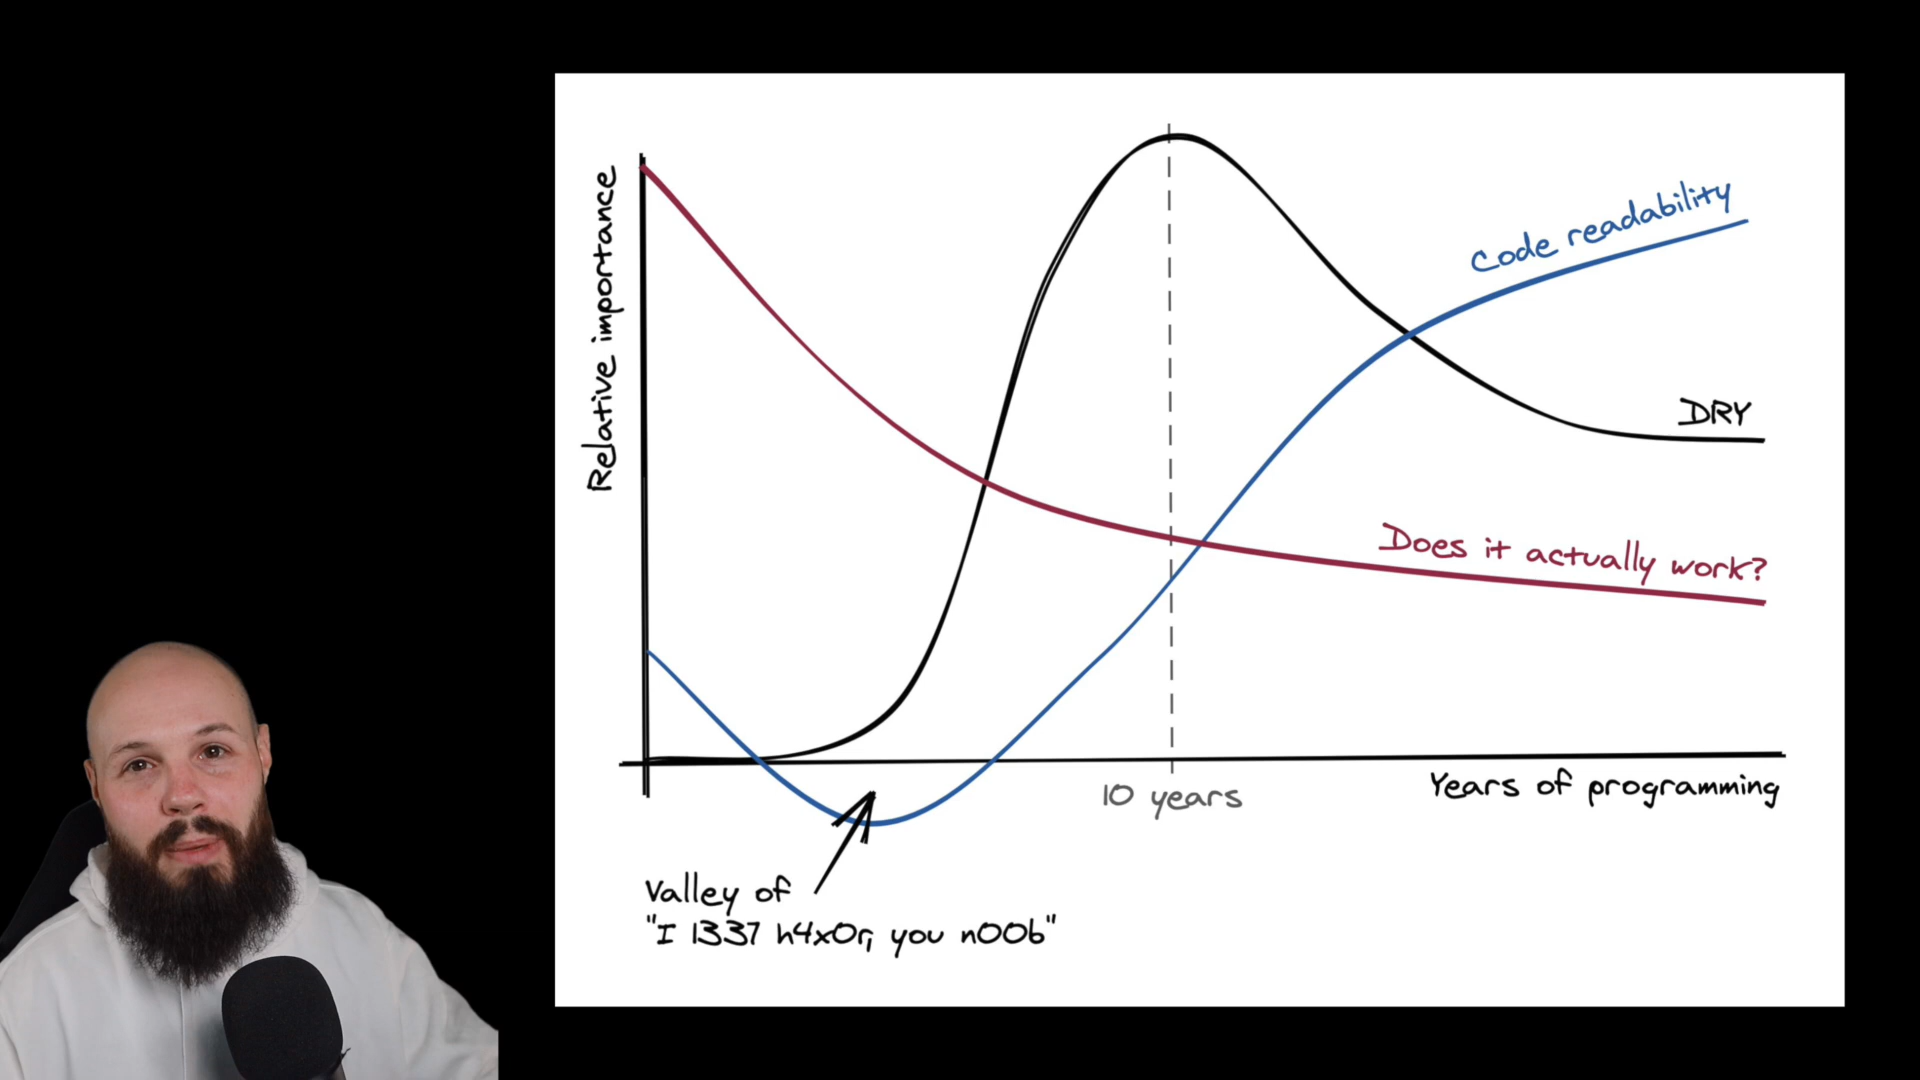 Relative importance
Code readability
DRY
Does it actually work?
10 years
Years of programming
Valley of
"I 1337 h4x0r, you n00b"